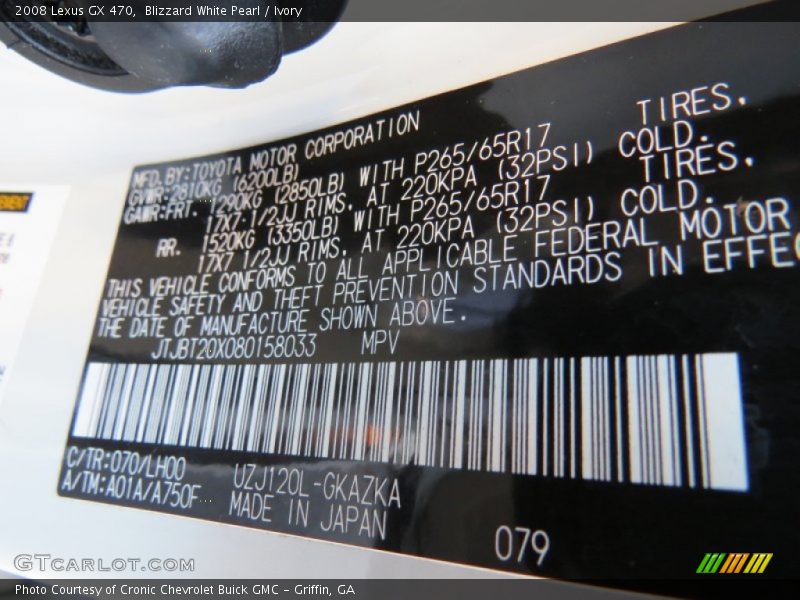 2008 Lexus GX 470, Blizzard White Pearl / Ivory
MFD. BY: TOYOTA MOTOR CORPORATION
GVWR: 2810KG (6200LB)
GAWR: FRT. 1290KG (2850LB) WITH P265/65R17 TIRES,
17X7 1/2JJ RIMS, AT 220KPA (32PSI) COLD.
RR. 1520KG (3350LB) WITH P265/65R17 TIRES,
17X7 1/2JJ RIMS, AT 220KPA (32PSI) COLD.
THIS VEHICLE CONFORMS TO ALL APPLICABLE FEDERAL MOTOR
VEHICLE SAFETY AND THEFT PREVENTION STANDARDS IN EFFEC
THE DATE OF MANUFACTURE SHOWN ABOVE.
JTJBT20X080158033 MPV
C/TR: 070/LH00 UZJ120L-GKAZKA
A/TM: A01A/A750F MADE IN JAPAN
079
GTCarlot.com
Photo Courtesy of Cronic Chevrolet Buick GMC - Griffin, GA